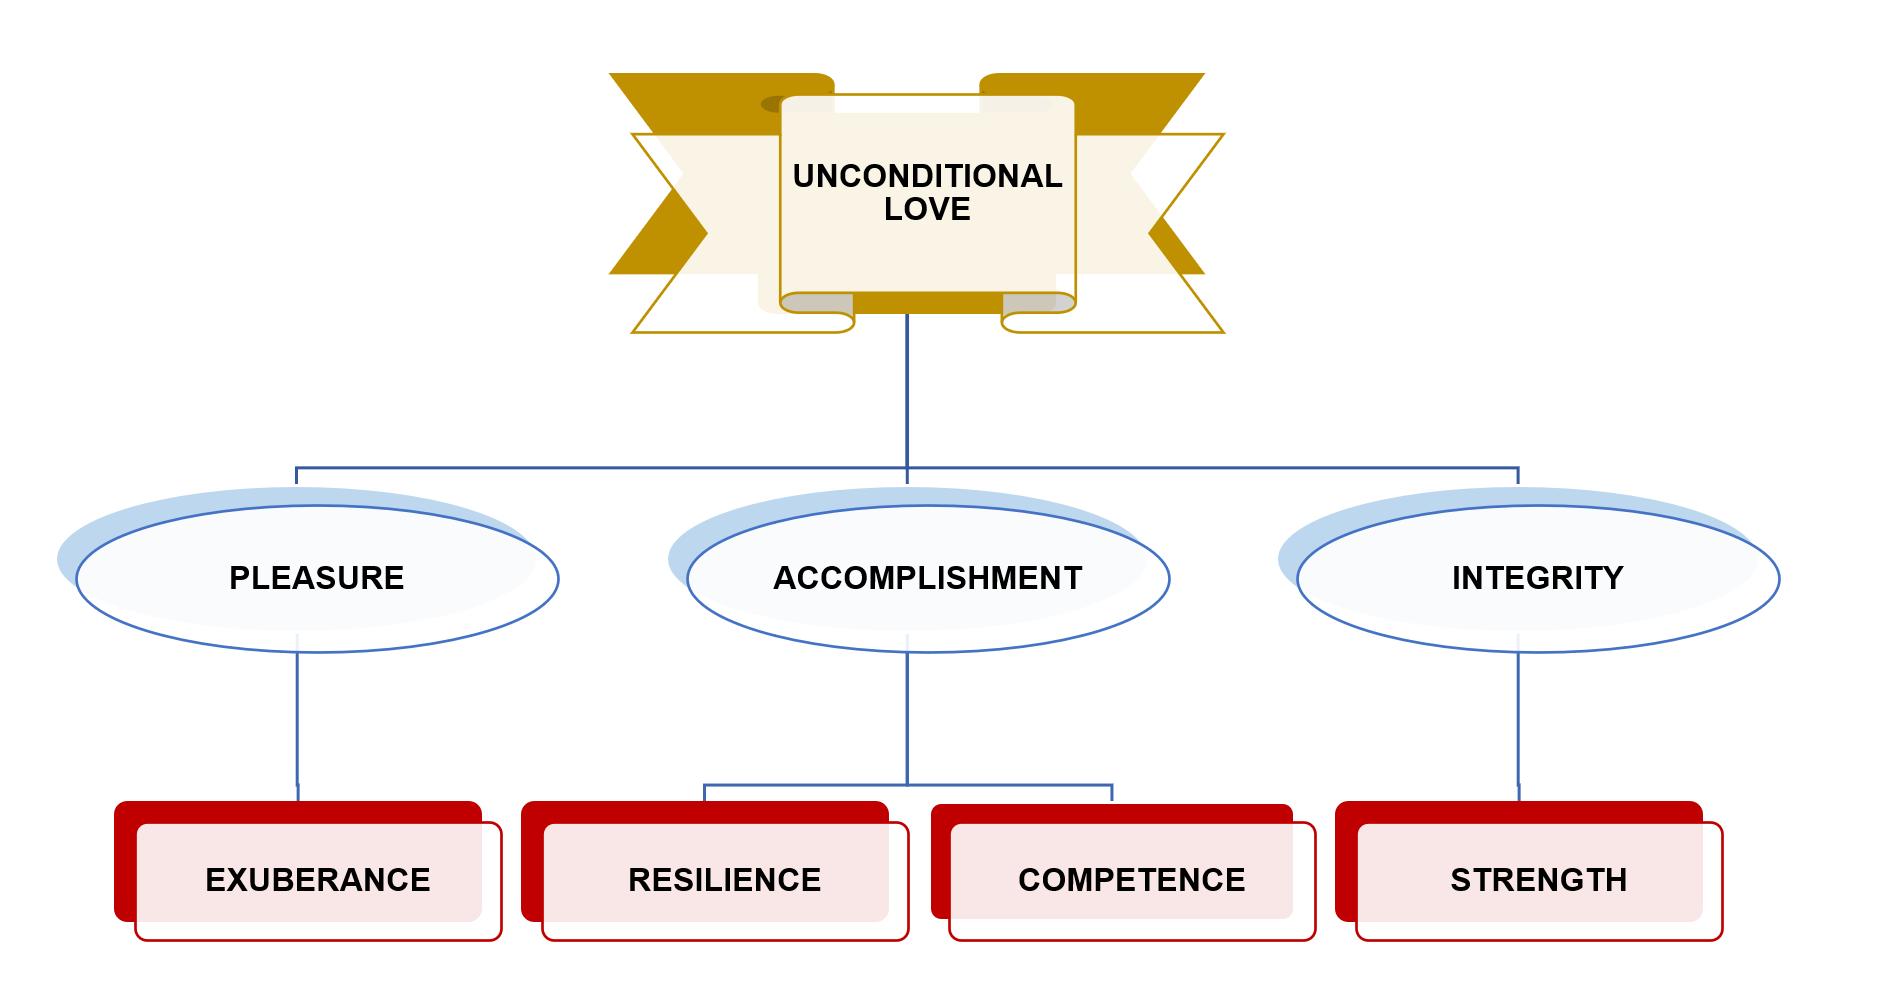 UNCONDITIONAL
LOVE
PLEASURE
ACCOMPLISHMENT
INTEGRITY
EXUBERANCE
RESILIENCE
COMPETENCE
STRENGTH